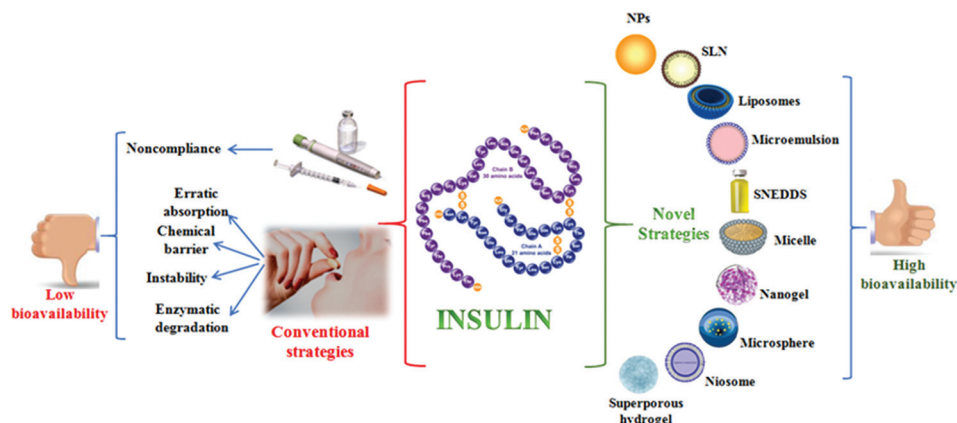 Noncompliance
Erratic
absorption
Chemical
barrier
Instability
Enzymatic
degradation
Low
bioavailability
Conventional
strategies
Chain B
30 amino acids
Chain A
21 amino acids
INSULIN
Novel
Strategies
NPs
SLN
Liposomes
Microemulsion
SNEDDS
Micelle
Nanogel
Microsphere
Niosome
Superporous
hydrogel
High
bioavailability